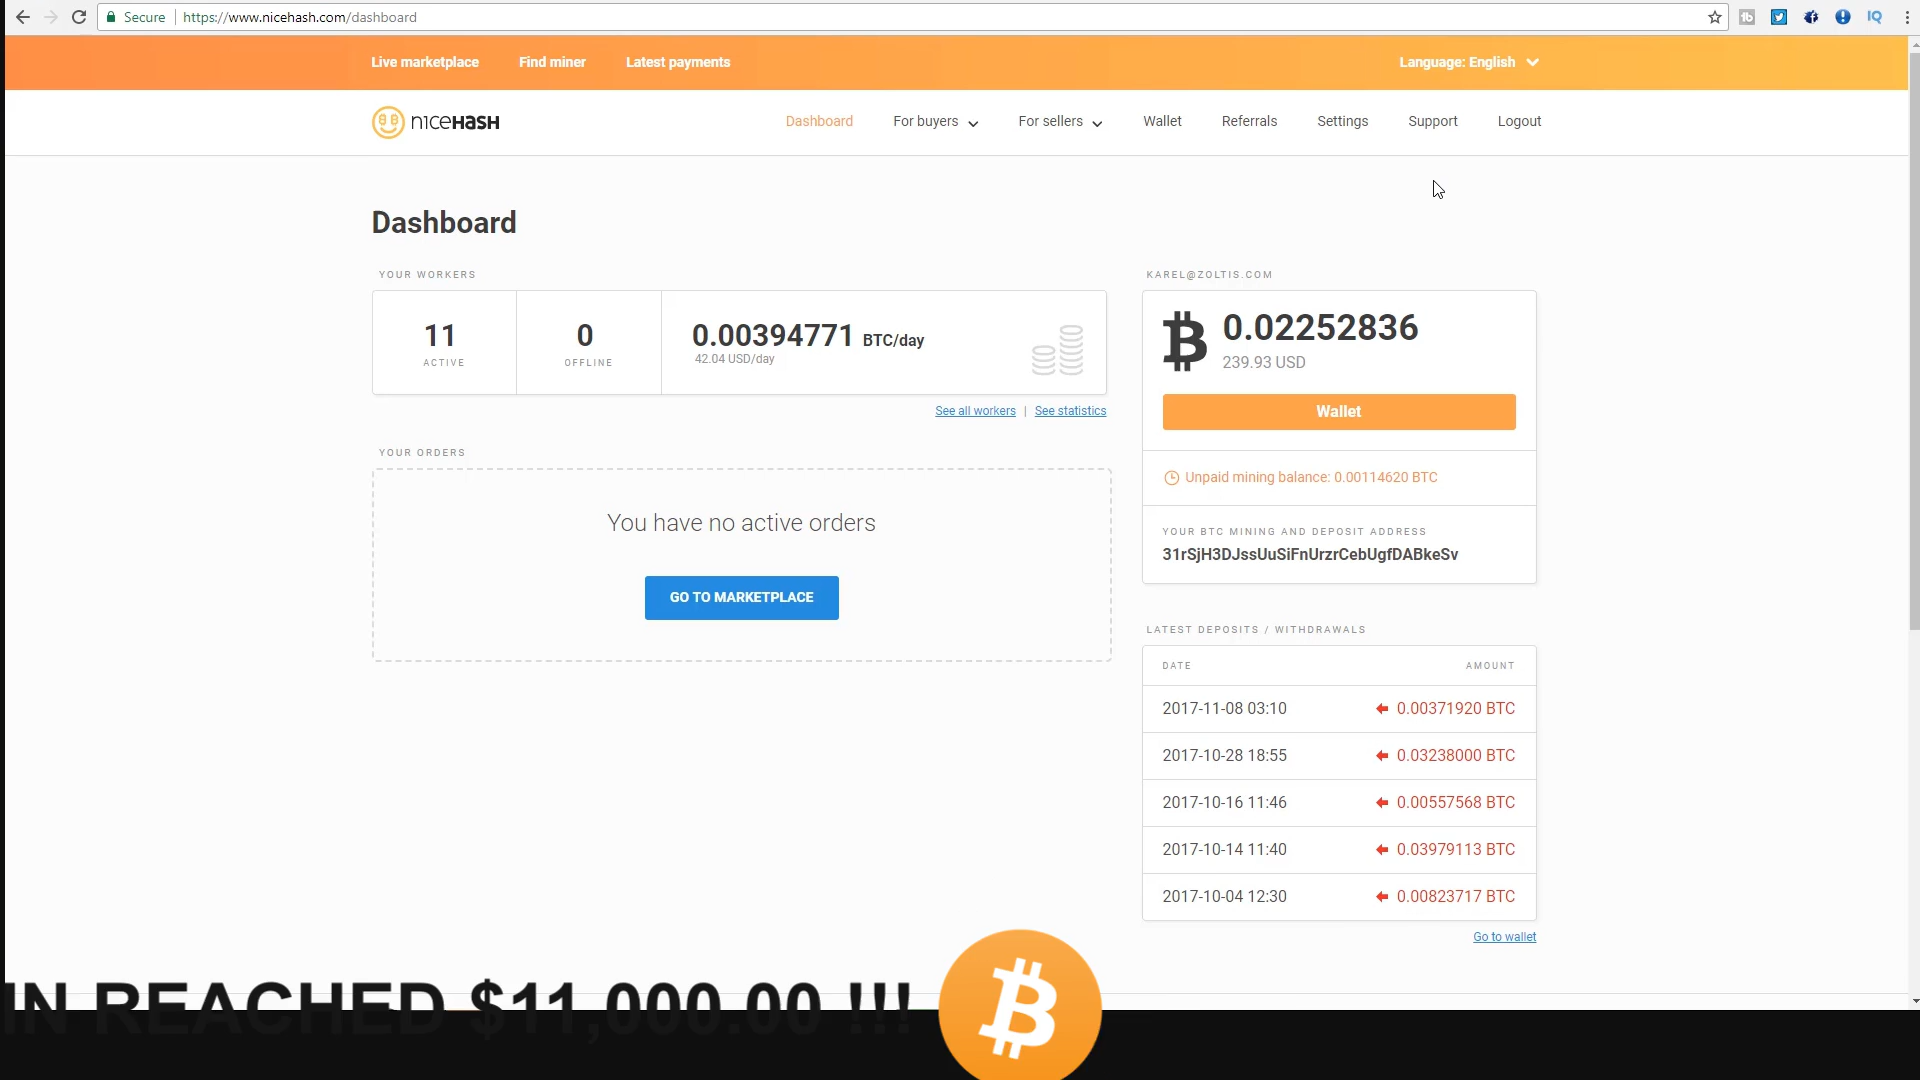 Secure https://www.nicehash.com/dashboard
Live marketplace Find miner Latest payments Language: English
nıceHasH Dashboard For buyers For sellers Wallet Referrals Settings Support Logout
Dashboard
YOUR WORKERS
11
ACTIVE
0
OFFLINE
0.00394771 BTC/day
42.04 USD/day
See all workers | See statistics
YOUR ORDERS
You have no active orders
GO TO MARKETPLACE
KAREL@ZOLTIS.COM
0.02252836
239.93 USD
Wallet
Unpaid mining balance: 0.00114620 BTC
YOUR BTC MINING AND DEPOSIT ADDRESS
31rSjH3DJssUuSiFnUrzrCebUgfDABkeSv
LATEST DEPOSITS / WITHDRAWALS
DATE AMOUNT
2017-11-08 03:10 0.00371920 BTC
2017-10-28 18:55 0.03238000 BTC
2017-10-16 11:46 0.00557568 BTC
2017-10-14 11:40 0.03979113 BTC
2017-10-04 12:30 0.00823717 BTC
Go to wallet
IN REACHED $11,000.00 !!!